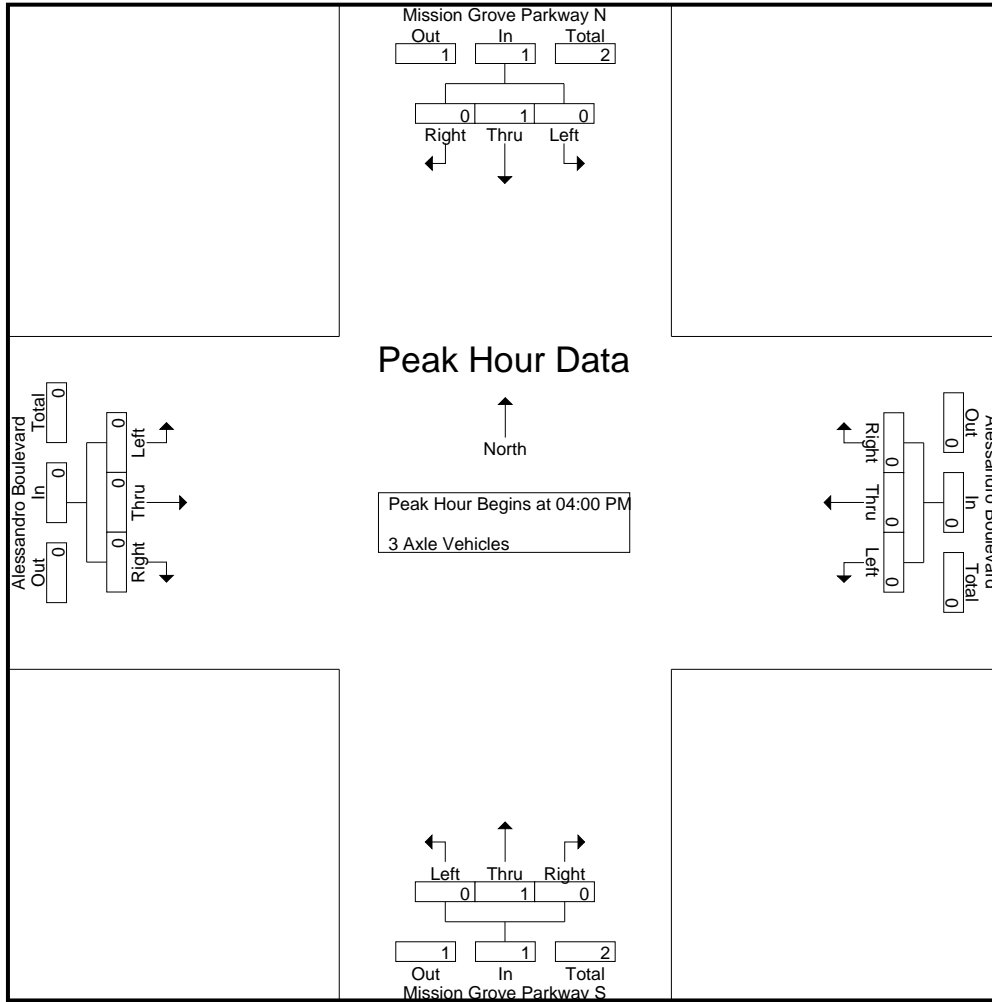 Mission Grove Parkway N
Out In Total
1 1 2
0 1 0
Right Thru Left
Peak Hour Data
North
Peak Hour Begins at 04:00 PM
3 Axle Vehicles
Alessandro Boulevard
Out In Total
0 0 0
0 0 0
Left Thru Right
Alessandro Boulevard
Out In Total
0 0 0
0 0 0
Right Thru Left
Left Thru Right
0 1 0
1 1 2
Out In Total
Mission Grove Parkway S